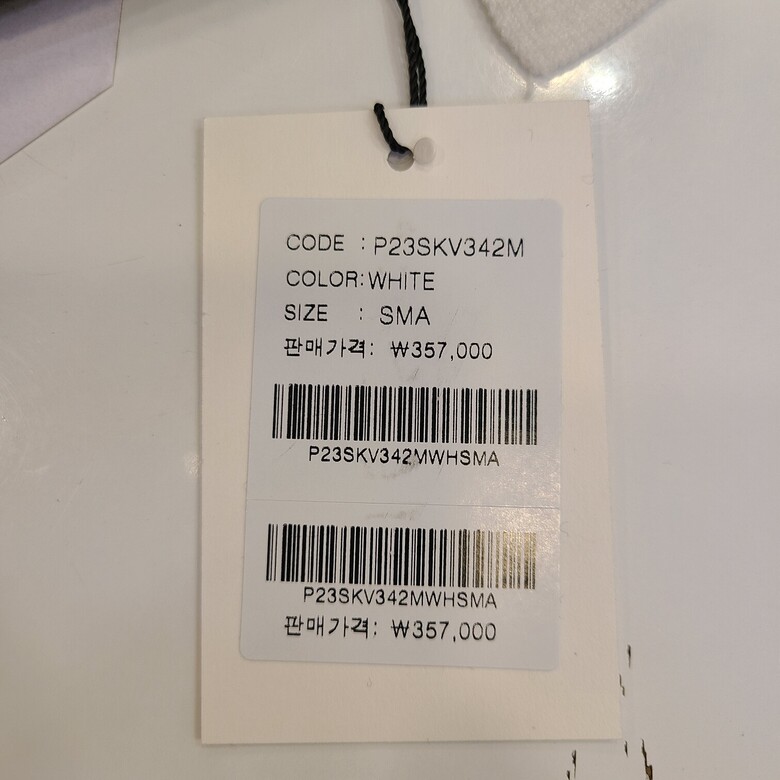 CODE : P23SKV342M
COLOR:WHITE
SIZE : SMA
판매가격: ₩357,000
P23SKV342MWHSMA
P23SKV342MWHSMA
판매가격: ₩357,000